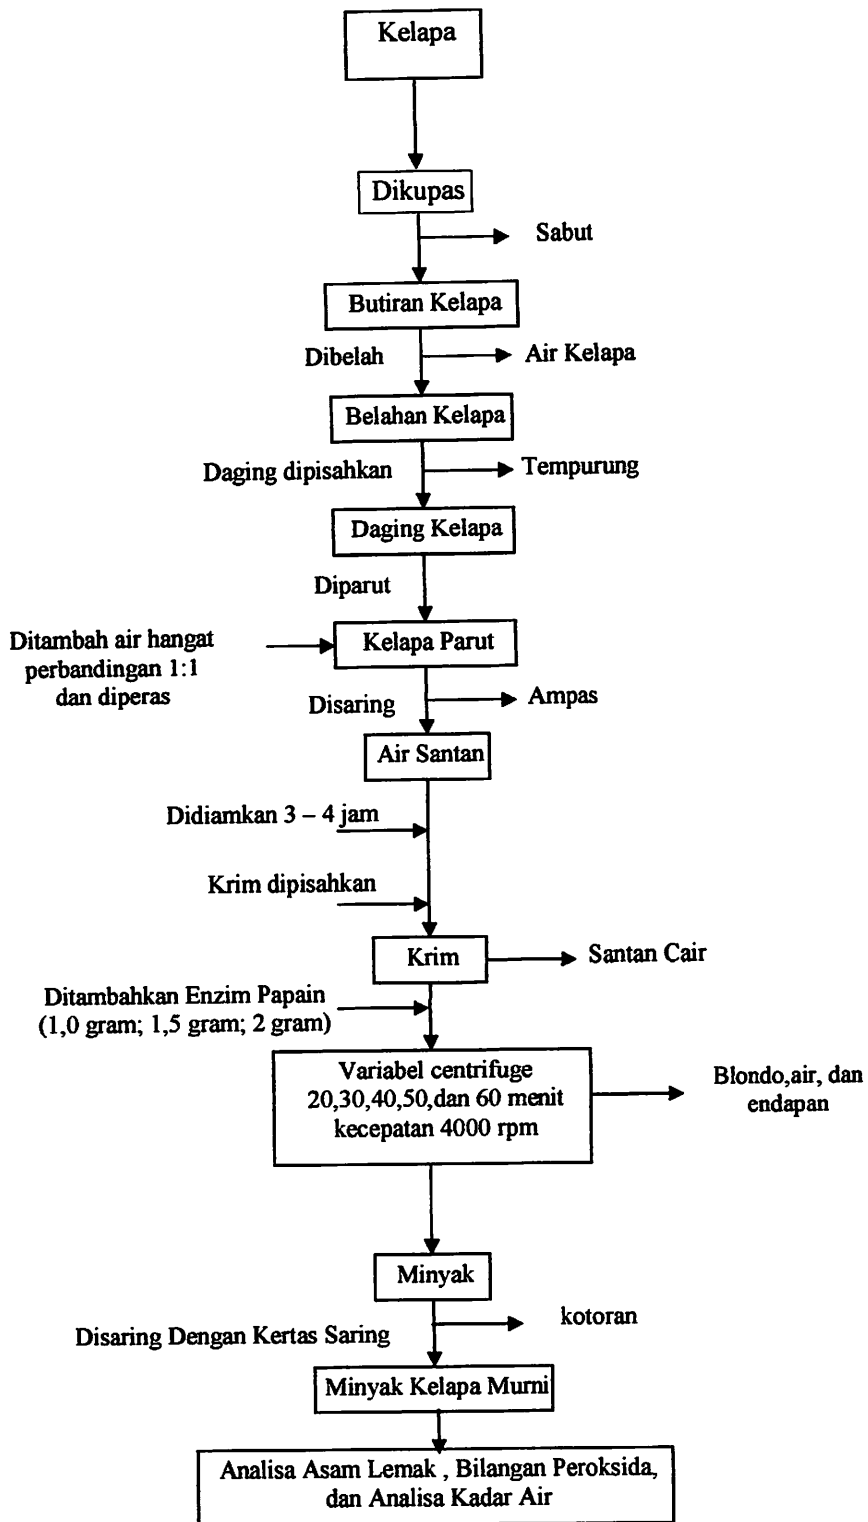 Kelapa
Dikupas
Sabut
Butiran Kelapa
Dibelah
Air Kelapa
Belahan Kelapa
Daging dipisahkan
Tempurung
Daging Kelapa
Diparut
Ditambah air hangat
perbandingan 1:1
dan diperas
Kelapa Parut
Disaring
Ampas
Air Santan
Didiamkan 3 – 4 jam
Krim dipisahkan
Krim
Santan Cair
Ditambahkan Enzim Papain
(1,0 gram; 1,5 gram; 2 gram)
Variabel centrifuge
20,30,40,50,dan 60 menit
kecepatan 4000 rpm
Blondo,air, dan
endapan
Minyak
kotoran
Disaring Dengan Kertas Saring
Minyak Kelapa Murni
Analisa Asam Lemak , Bilangan Peroksida,
dan Analisa Kadar Air